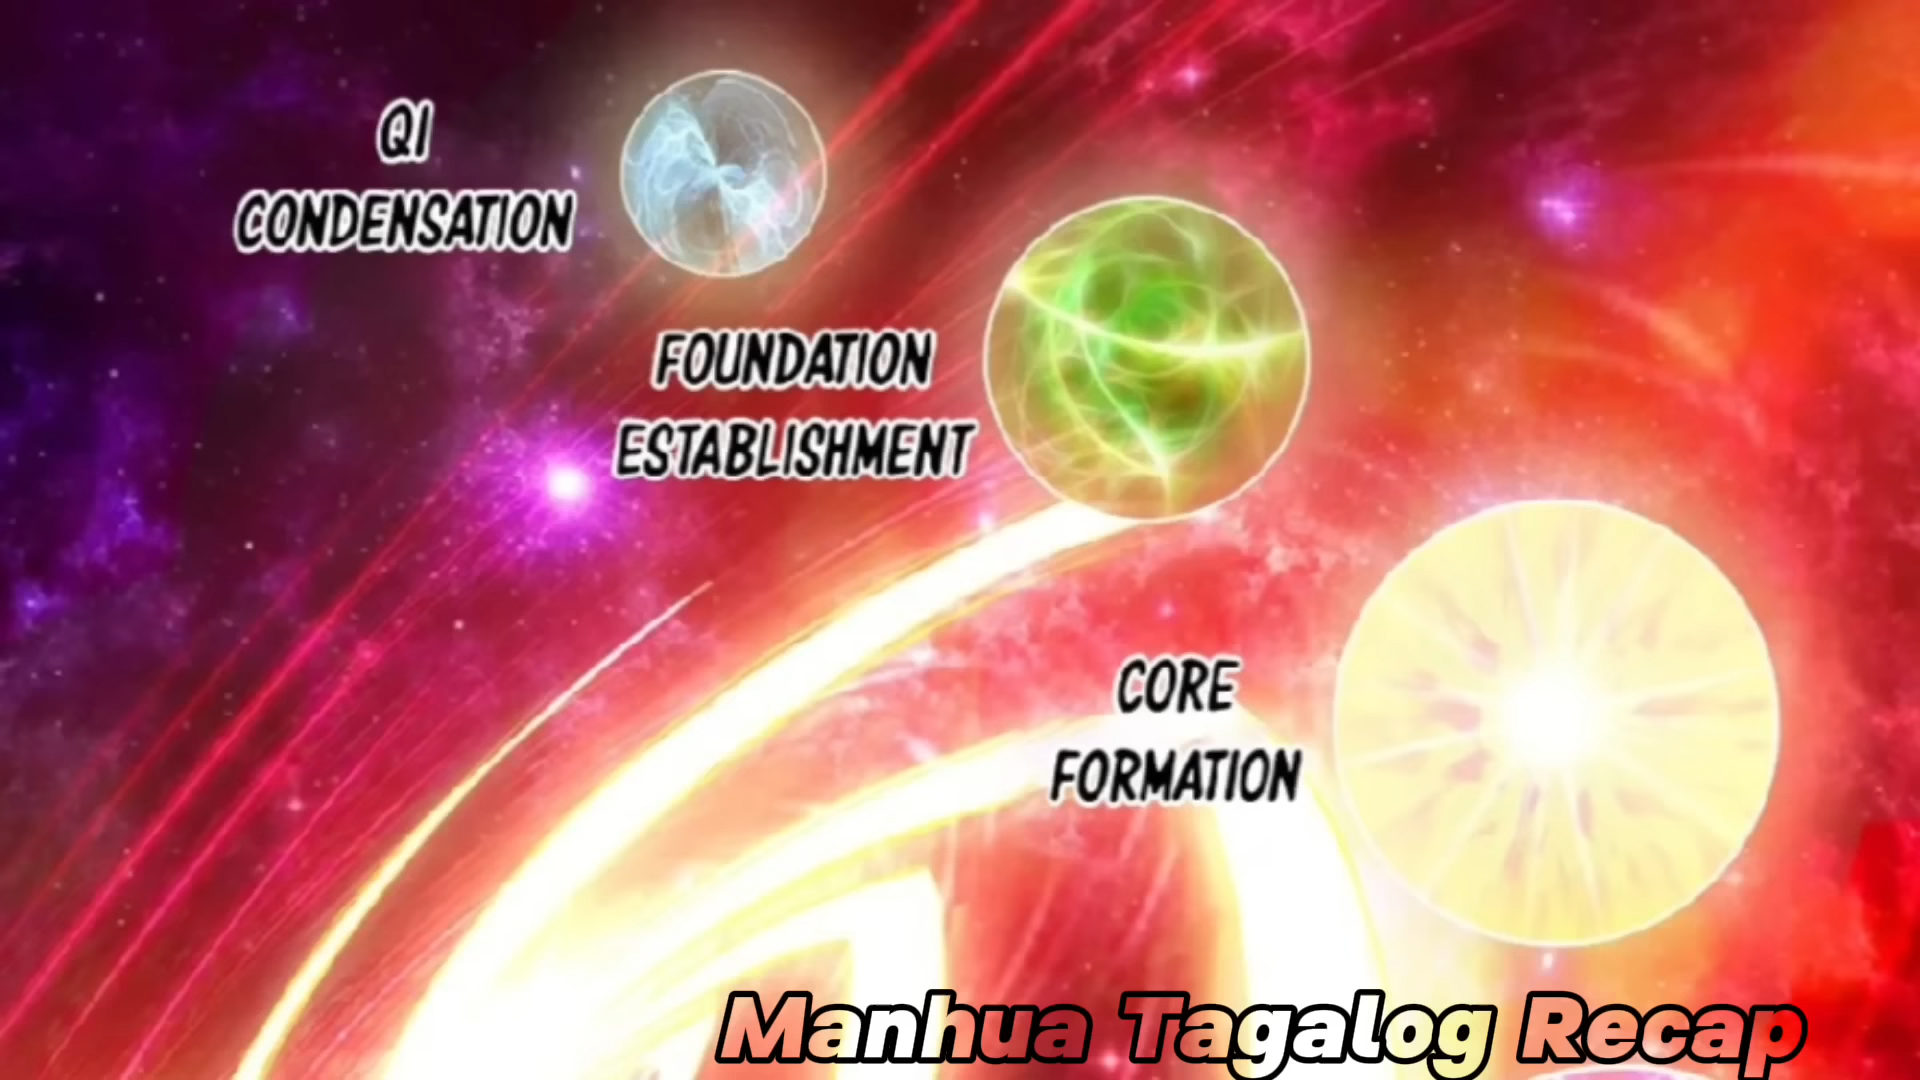 QI
CONDENSATION
FOUNDATION
ESTABLISHMENT
CORE
FORMATION
Manhua Tagalog Recap